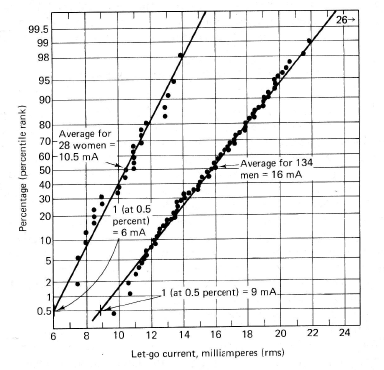 26→
99.5
99
98
95
90
80
70
60
50
40
30
20
10
5
2
1
0.5
Percentage (percentile rank)
Average for
28 women =
10.5 mA
Average for 134
men = 16 mA
1 (at 0.5
percent)
= 6 mA
1 (at 0.5 percent) = 9 mA
6 8 10 12 14 16 18 20 22 24
Let-go current, milliamperes (rms)